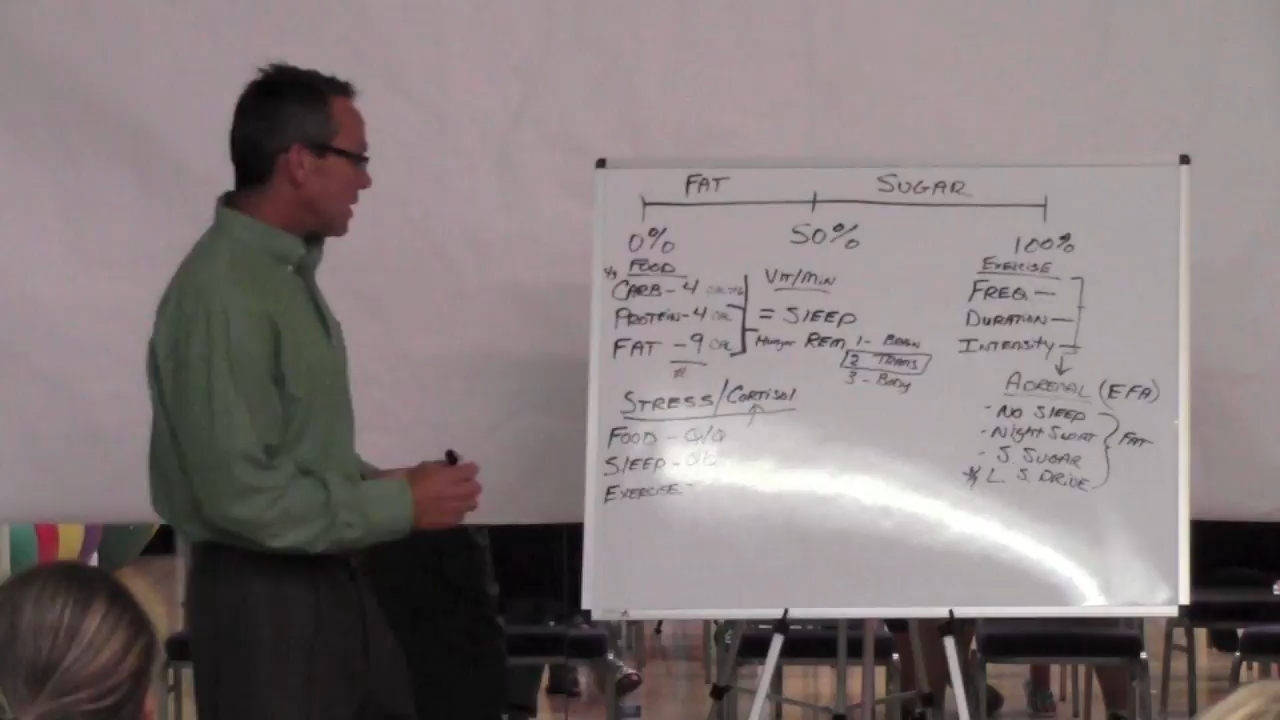 FAT SUGAR
0% 50% 100%
FOOD
CARB - 4
PROTEIN - 4
FAT - 9 CAL
VIT/MIN
= SLEEP
Hunger REM 1 - BRAIN
2 TRANS
3 - BODY
EXERCISE
FREQ —
DURATION —
INTENSITY —
ADRENAL (EFA)
- NO SLEEP
- NIGHT SWEAT
- S. SUGAR
* L. S. DRIVE
FAT
STRESS/CORTISOL
FOOD - Q/Q
SLEEP -
EXERCISE -